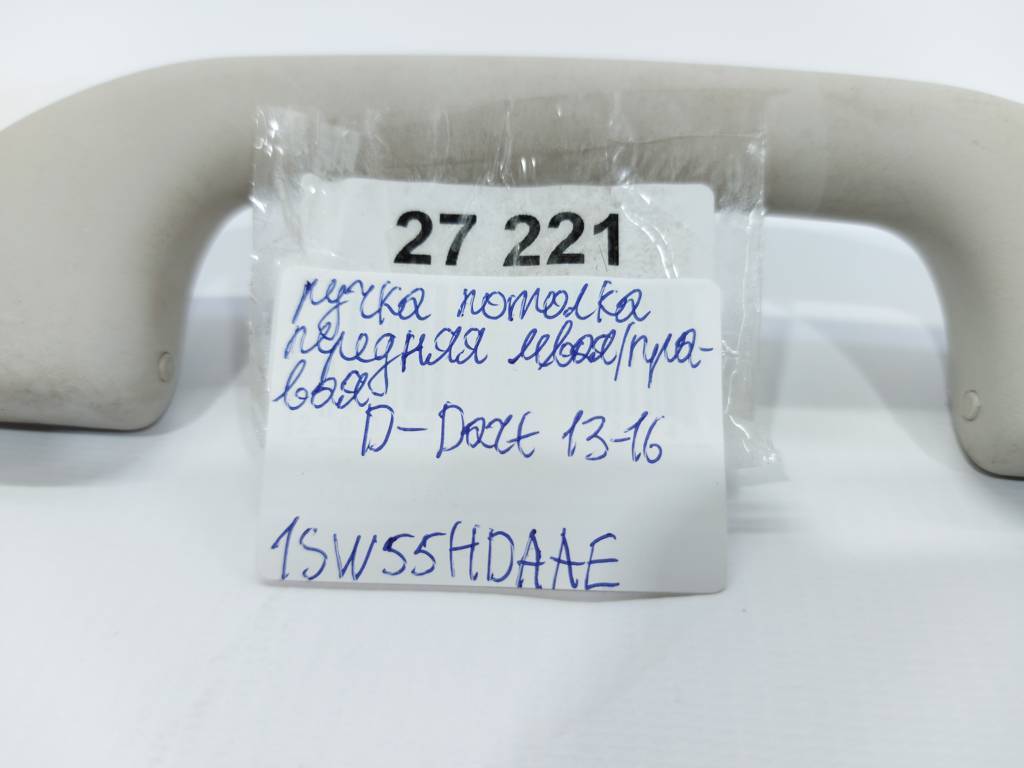 27 221
ручка потолка
передняя левая/пра-
вая
D-Dart 13-16
1SW55HDAAE